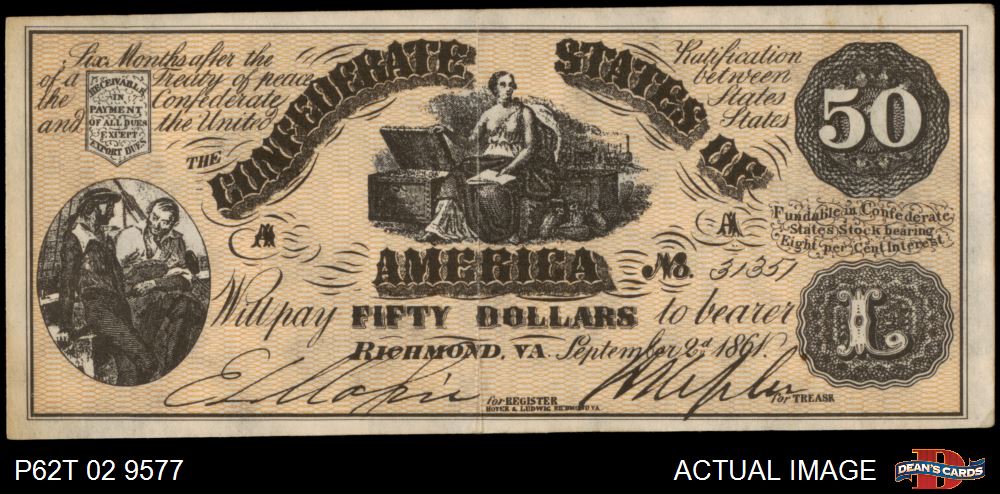 Six Months after the Ratification
of a Treaty of peace between
the Confederate States
and the United States
RECEIVABLE
IN
PAYMENT
OF ALL DUES
EXCEPT
EXPORT DUES
50
THE CONFEDERATE STATES OF
AMERICA
A A
No. 31351
Fundable in Confederate
States Stock bearing
Eight per Cent Interest
L
Will pay FIFTY DOLLARS to bearer
RICHMOND, VA. September 2d 1861.
for REGISTER
for TREASR
HOYER & LUDWIG RICHMOND VA
P62T 02 9577
ACTUAL IMAGE
D
DEAN'S CARDS